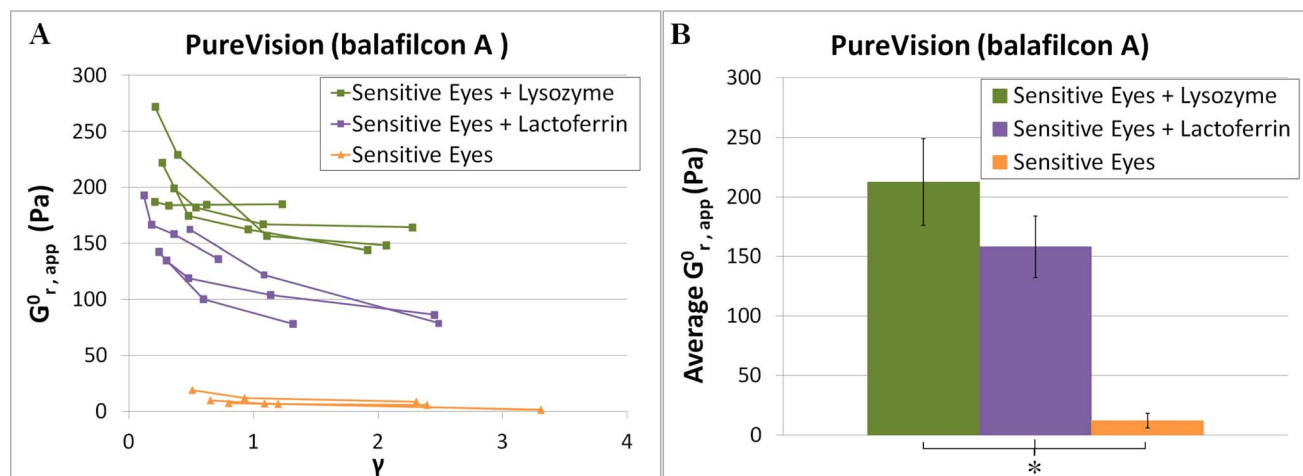 A
PureVision (balafilcon A )
300
250
200
150
100
50
0
G⁰r, app (Pa)
Sensitive Eyes + Lysozyme
Sensitive Eyes + Lactoferrin
Sensitive Eyes
0 1 2 3 4
γ
B
PureVision (balafilcon A)
300
250
200
150
100
50
0
Average G⁰r, app (Pa)
Sensitive Eyes + Lysozyme
Sensitive Eyes + Lactoferrin
Sensitive Eyes
*